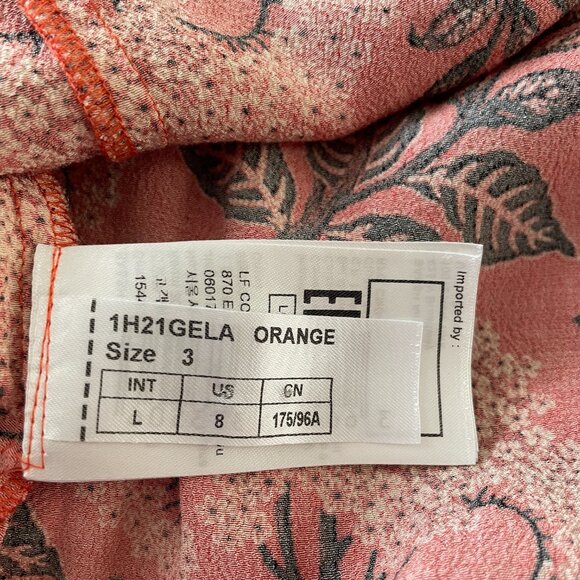 1H21GELA ORANGE
Size 3
INT US CN
L 8 175/96A
Imported by :
LF CO
870 E
0601
154